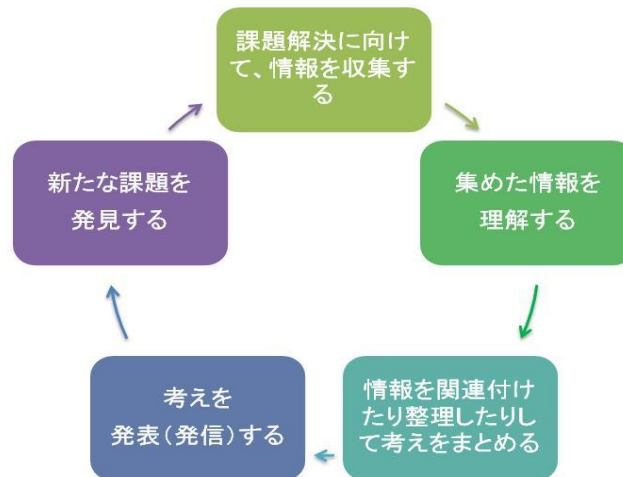 課題解決に向け
て、情報を収集す
る
集めた情報を
理解する
情報を関連付け
たり整理したりし
て考えをまとめる
考えを
発表（発信）する
新たな課題を
発見する